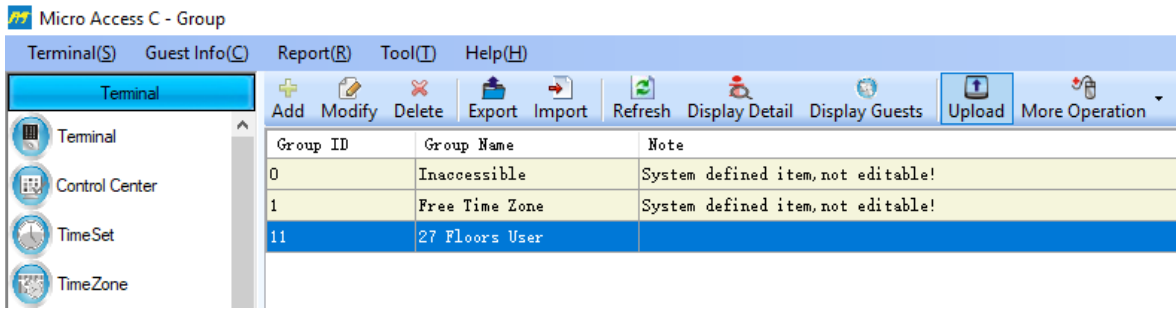 Micro Access C - Group
Terminal(S) Guest Info(C) Report(R) Tool(T) Help(H)
Terminal
Add Modify Delete Export Import Refresh Display Detail Display Guests Upload More Operation
Terminal
Control Center
TimeSet
TimeZone
Group ID Group Name Note
0 Inaccessible System defined item,not editable!
1 Free Time Zone System defined item,not editable!
11 27 Floors User